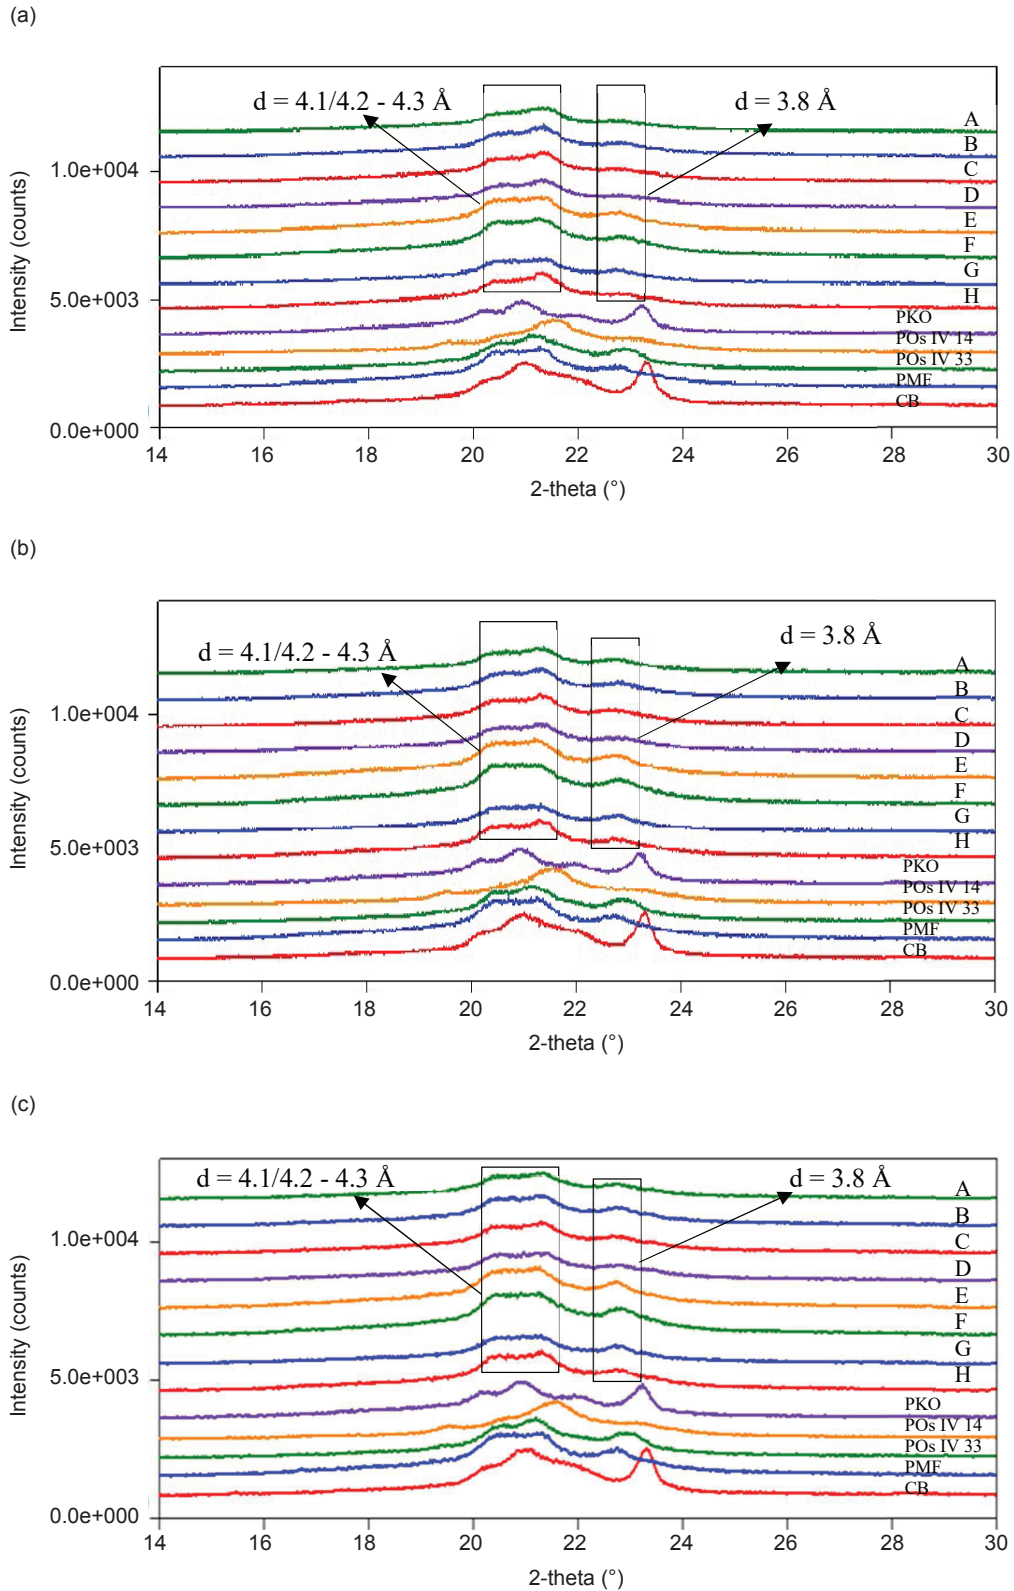 (a)
d = 4.1/4.2 - 4.3 Å
d = 3.8 Å
A
B
C
D
E
F
G
H
PKO
POs IV 14
POs IV 33
PMF
CB
1.0e+004
5.0e+003
0.0e+000
Intensity (counts)
14 16 18 20 22 24 26 28 30
2-theta (°)
(b)
d = 4.1/4.2 - 4.3 Å
d = 3.8 Å
A
B
C
D
E
F
G
H
PKO
POs IV 14
POs IV 33
PMF
CB
1.0e+004
5.0e+003
0.0e+000
Intensity (counts)
14 16 18 20 22 24 26 28 30
2-theta (°)
(c)
d = 4.1/4.2 - 4.3 Å
d = 3.8 Å
A
B
C
D
E
F
G
H
PKO
POs IV 14
POs IV 33
PMF
CB
1.0e+004
5.0e+003
0.0e+000
Intensity (counts)
14 16 18 20 22 24 26 28 30
2-theta (°)